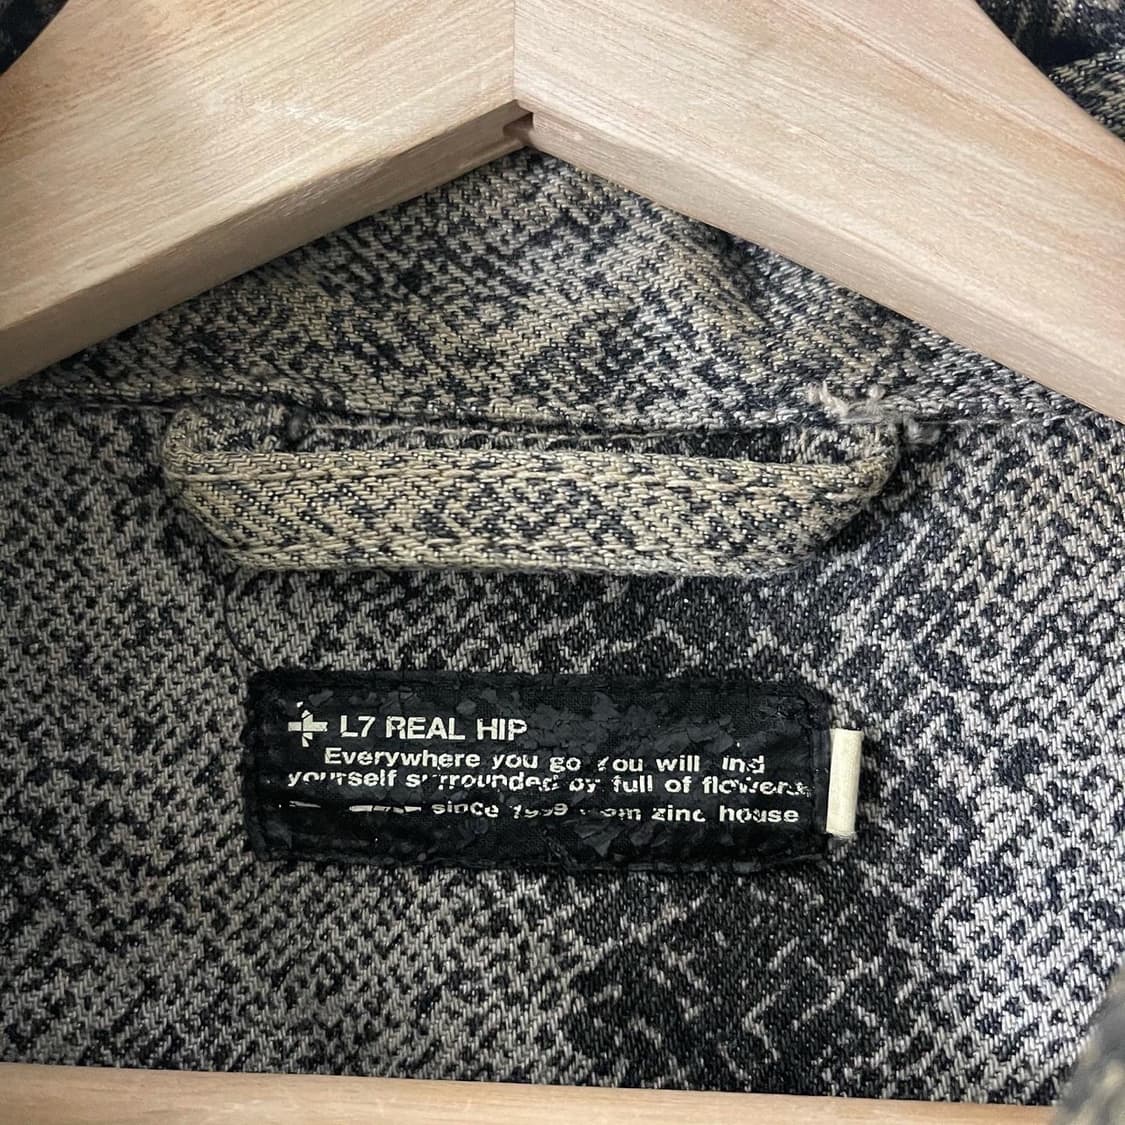 L7 REAL HIP
Everywhere you go you will find
yourself surrounded by full of flowers
since 1999 from zinc house